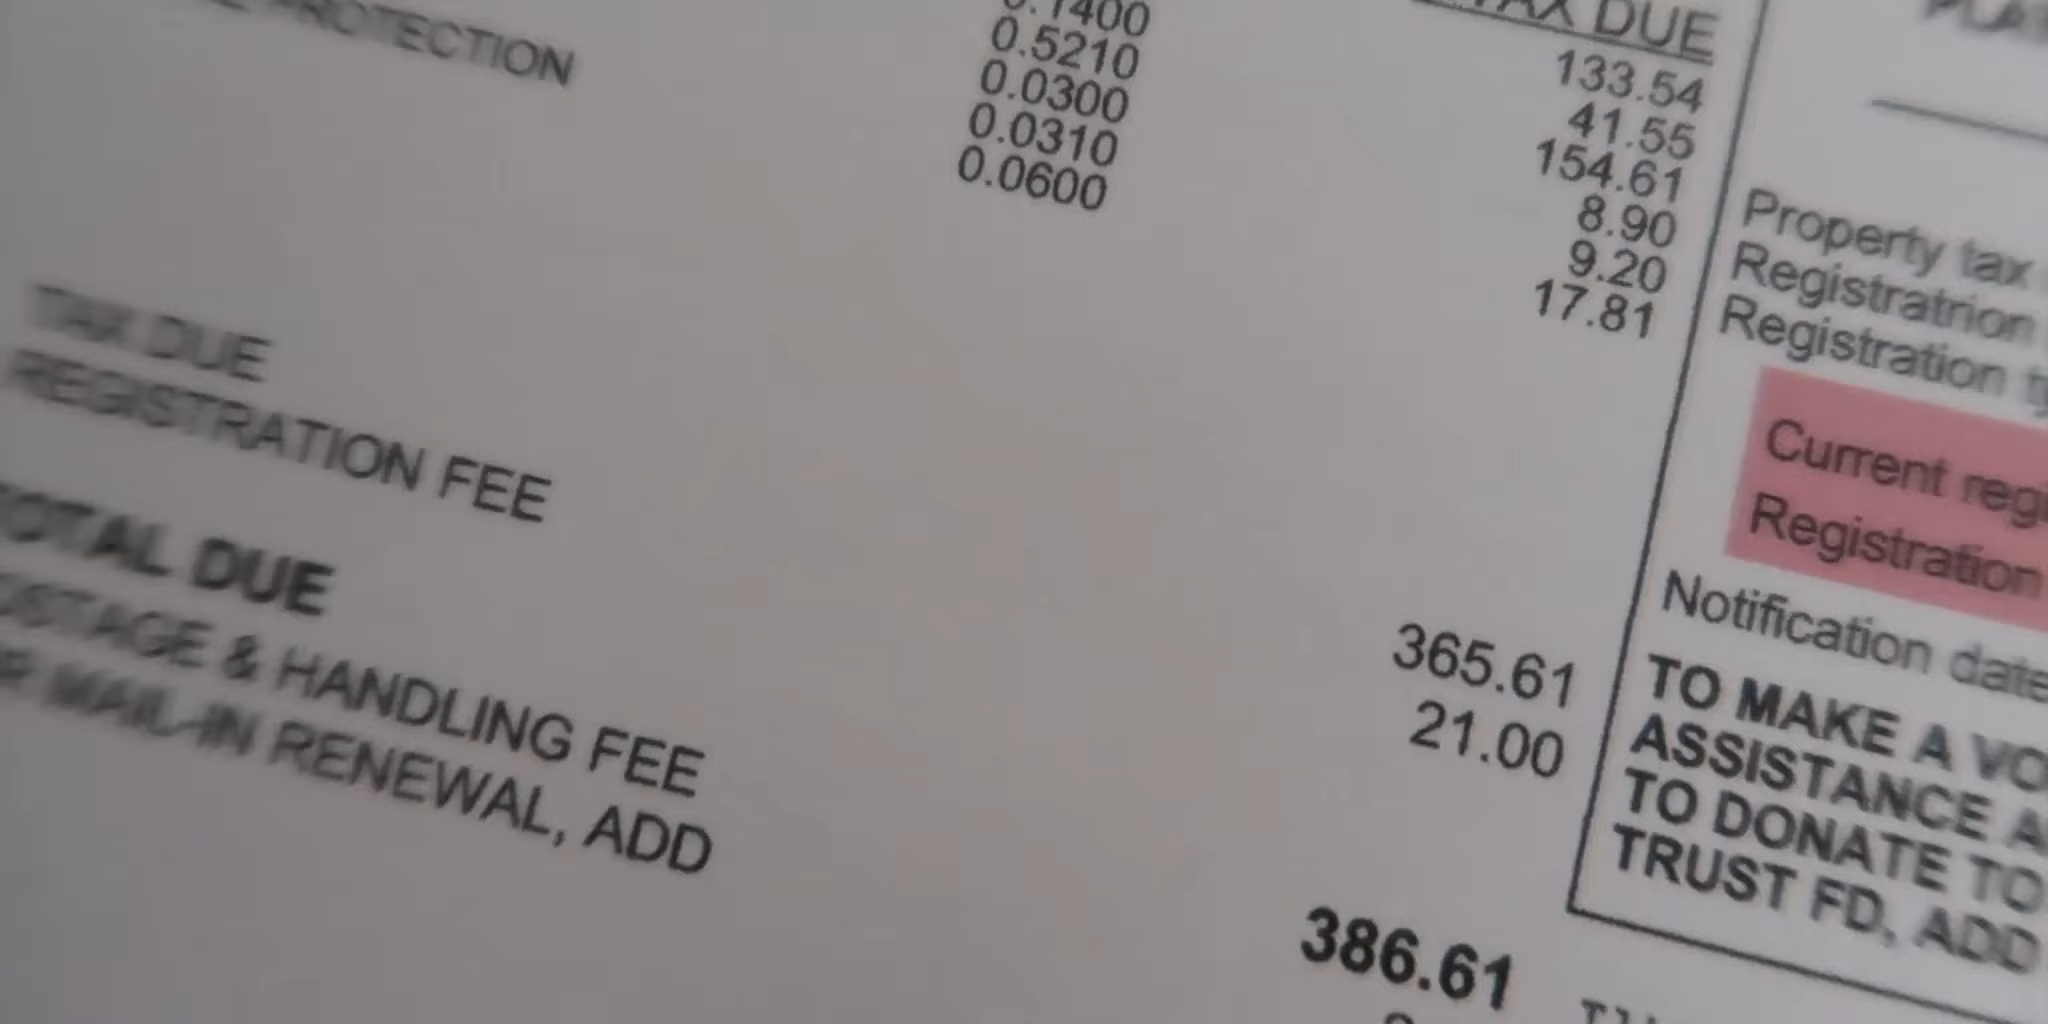 PROTECTION
0.1400
0.5210
0.0300
0.0310
0.0600
TAX DUE
133.54
41.55
154.61
8.90
9.20
17.81
TAX DUE 365.61
REGISTRATION FEE 21.00
TOTAL DUE 386.61
POSTAGE & HANDLING FEE
MAIL-IN RENEWAL, ADD
Property tax
Registratrion
Registration
Current
Registration
Notification date
TO MAKE A
ASSISTANCE
TO DONATE TO
TRUST FD, ADD